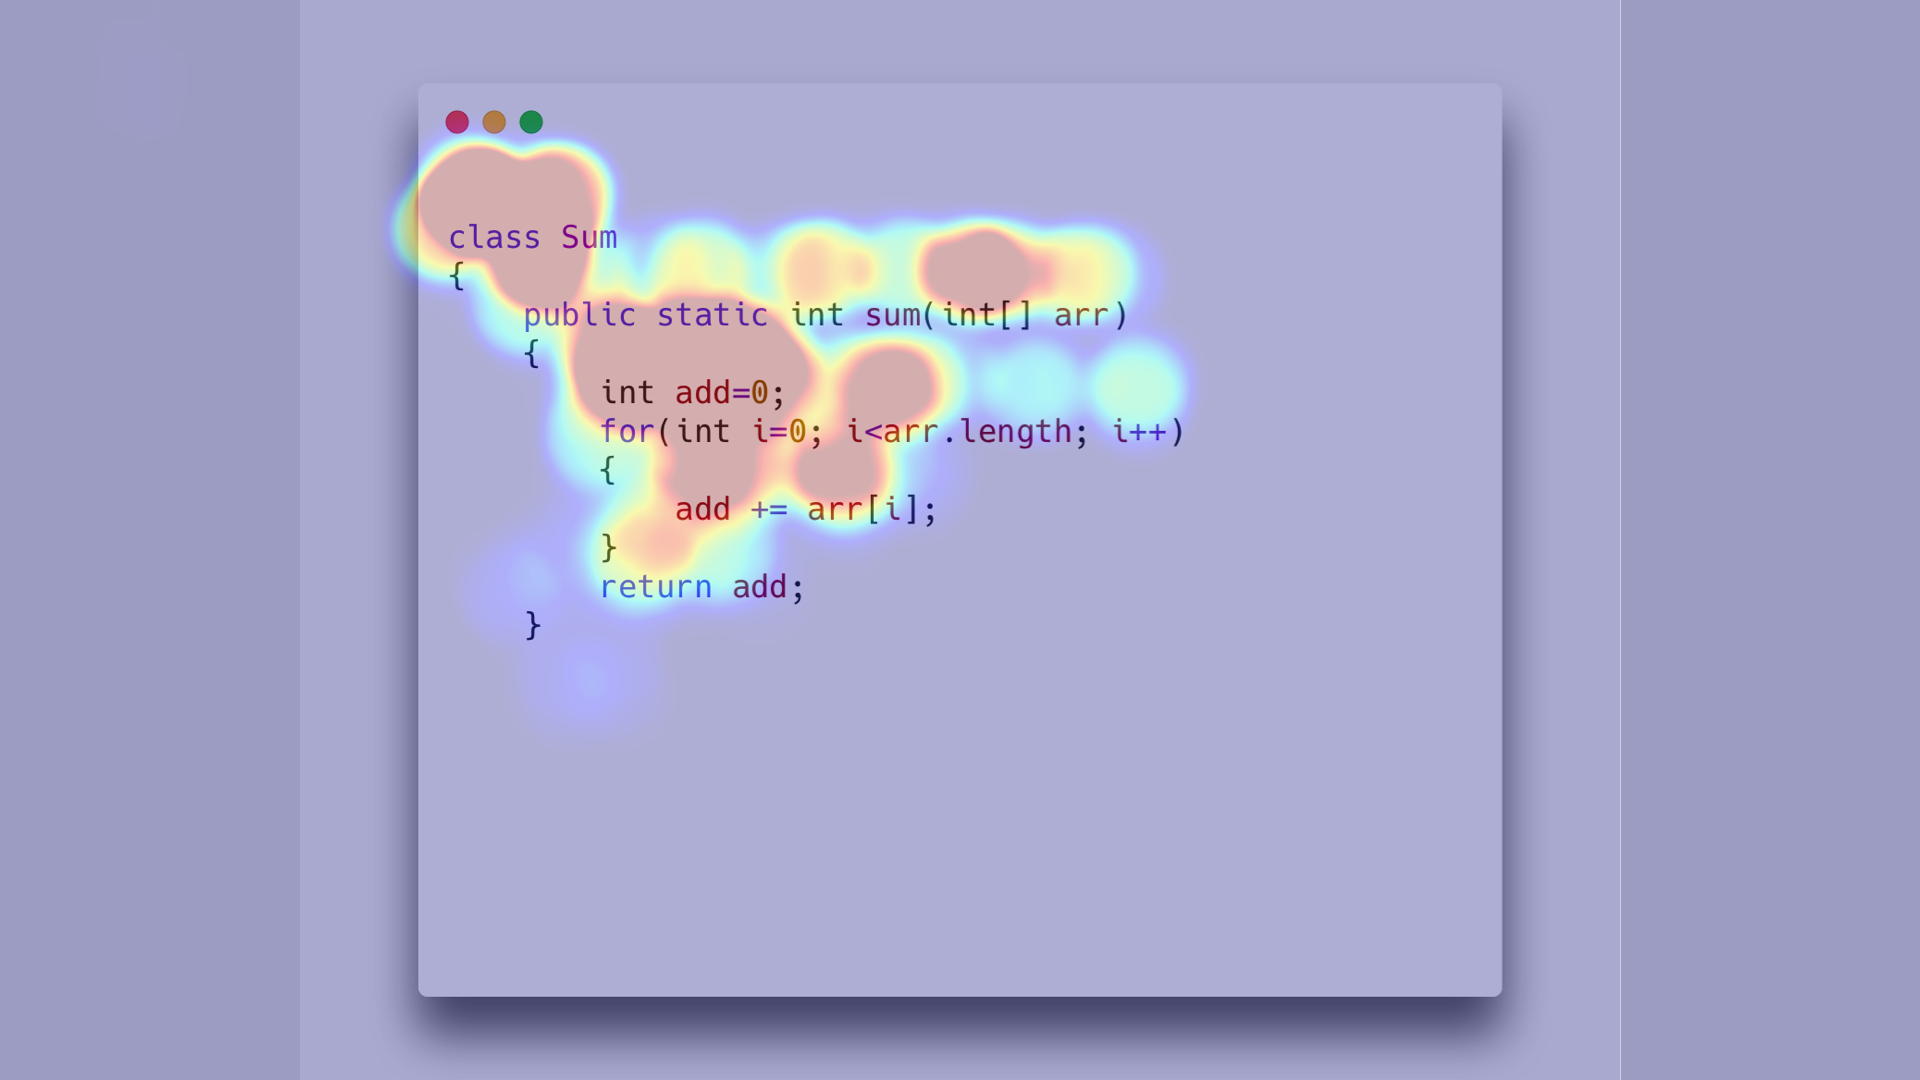 class Sum
{
    public static int sum(int[] arr)
    {
        int add=0;
        for(int i=0; i<arr.length; i++)
        {
            add += arr[i];
        }
        return add;
    }